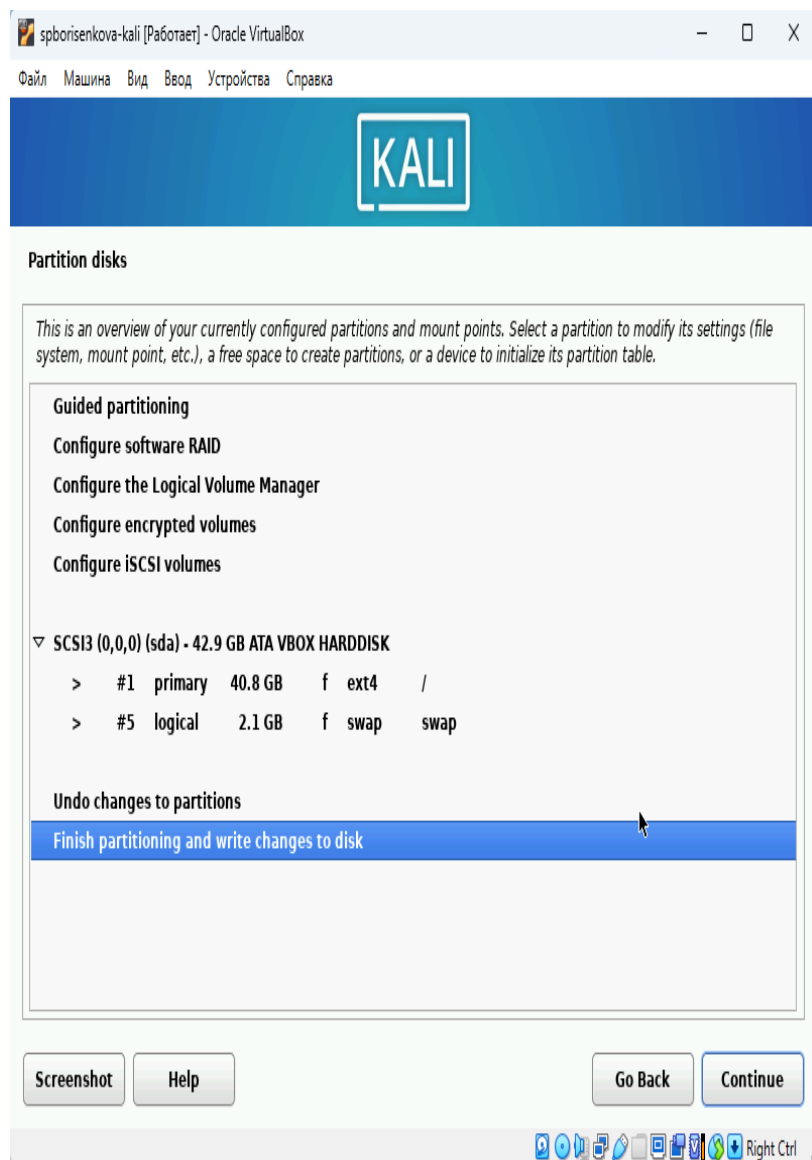 spborisenkova-kali [Работает] - Oracle VirtualBox
Файл Машина Вид Ввод Устройства Справка
KALI
Partition disks
This is an overview of your currently configured partitions and mount points. Select a partition to modify its settings (file
system, mount point, etc.), a free space to create partitions, or a device to initialize its partition table.
Guided partitioning
Configure software RAID
Configure the Logical Volume Manager
Configure encrypted volumes
Configure iSCSI volumes
SCSI3 (0,0,0) (sda) - 42.9 GB ATA VBOX HARDDISK
> #1 primary 40.8 GB f ext4 /
> #5 logical 2.1 GB f swap swap
Undo changes to partitions
Finish partitioning and write changes to disk
Screenshot Help Go Back Continue
Right Ctrl